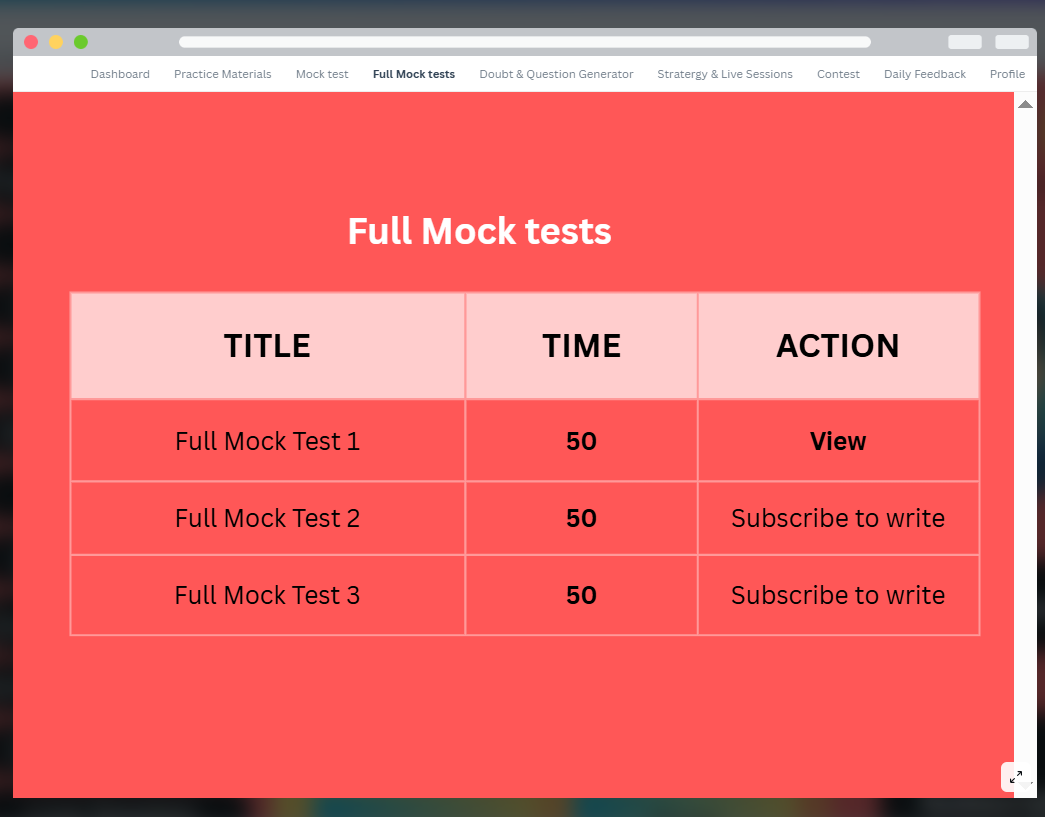 Dashboard Practice Materials Mock test Full Mock tests Doubt & Question Generator Stratergy & Live Sessions Contest Daily Feedback Profile
Full Mock tests
TITLE TIME ACTION
Full Mock Test 1 50 View
Full Mock Test 2 50 Subscribe to write
Full Mock Test 3 50 Subscribe to write